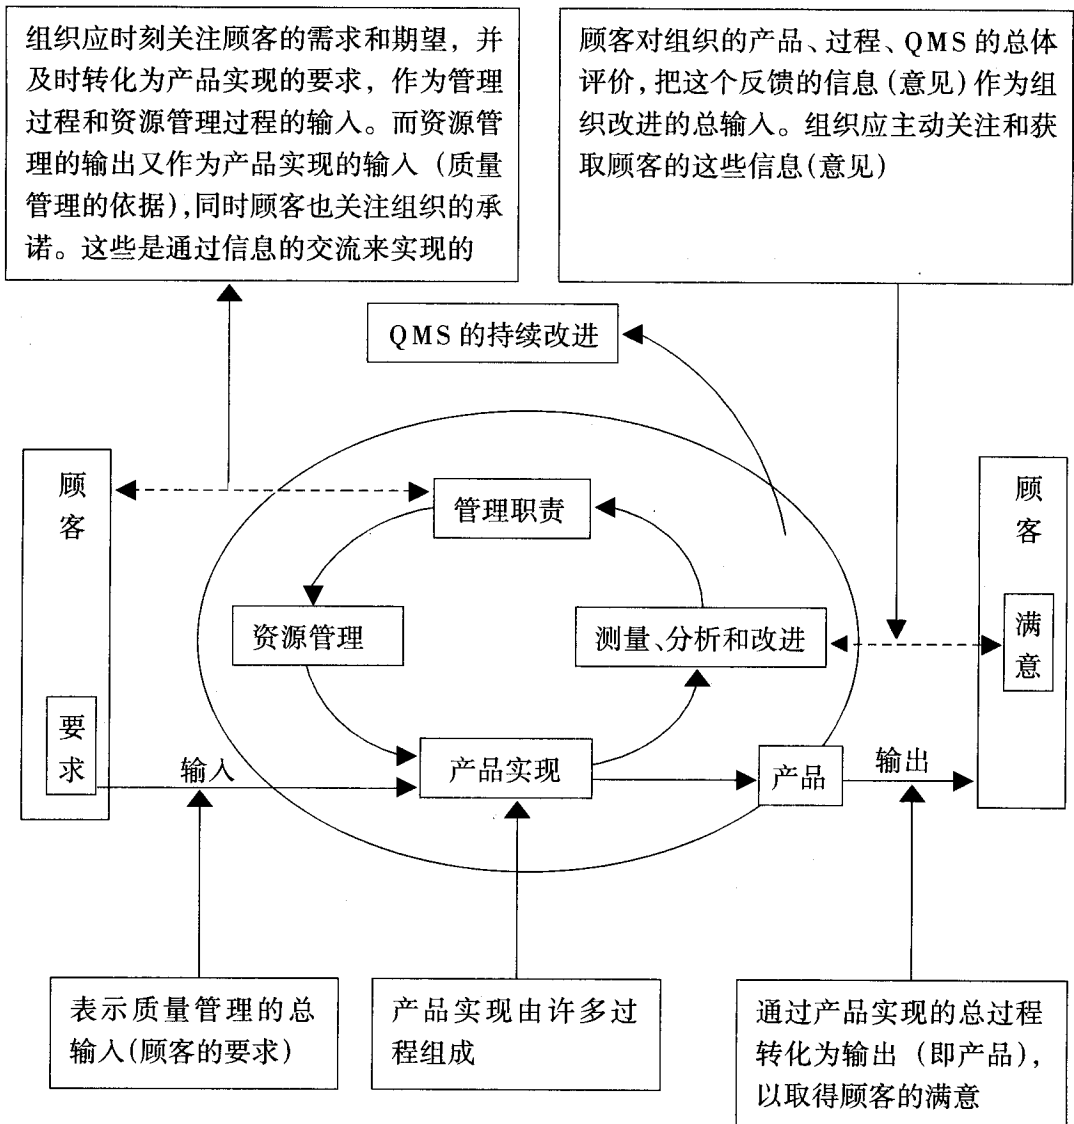 组织应时刻关注顾客的需求和期望，并
及时转化为产品实现的要求，作为管理
过程和资源管理过程的输入。而资源管
理的输出又作为产品实现的输入（质量
管理的依据）,同时顾客也关注组织的承
诺。这些是通过信息的交流来实现的
顾客对组织的产品、过程、QMS的总体
评价,把这个反馈的信息(意见)作为组
织改进的总输入。组织应主动关注和获
取顾客的这些信息(意见)
QMS的持续改进
顾
客
管理职责
顾
客
资源管理
测量、分析和改进
满
意
要
求
输入
产品实现
产品
输出
表示质量管理的总
输入(顾客的要求)
产品实现由许多过
程组成
通过产品实现的总过程
转化为输出（即产品），
以取得顾客的满意